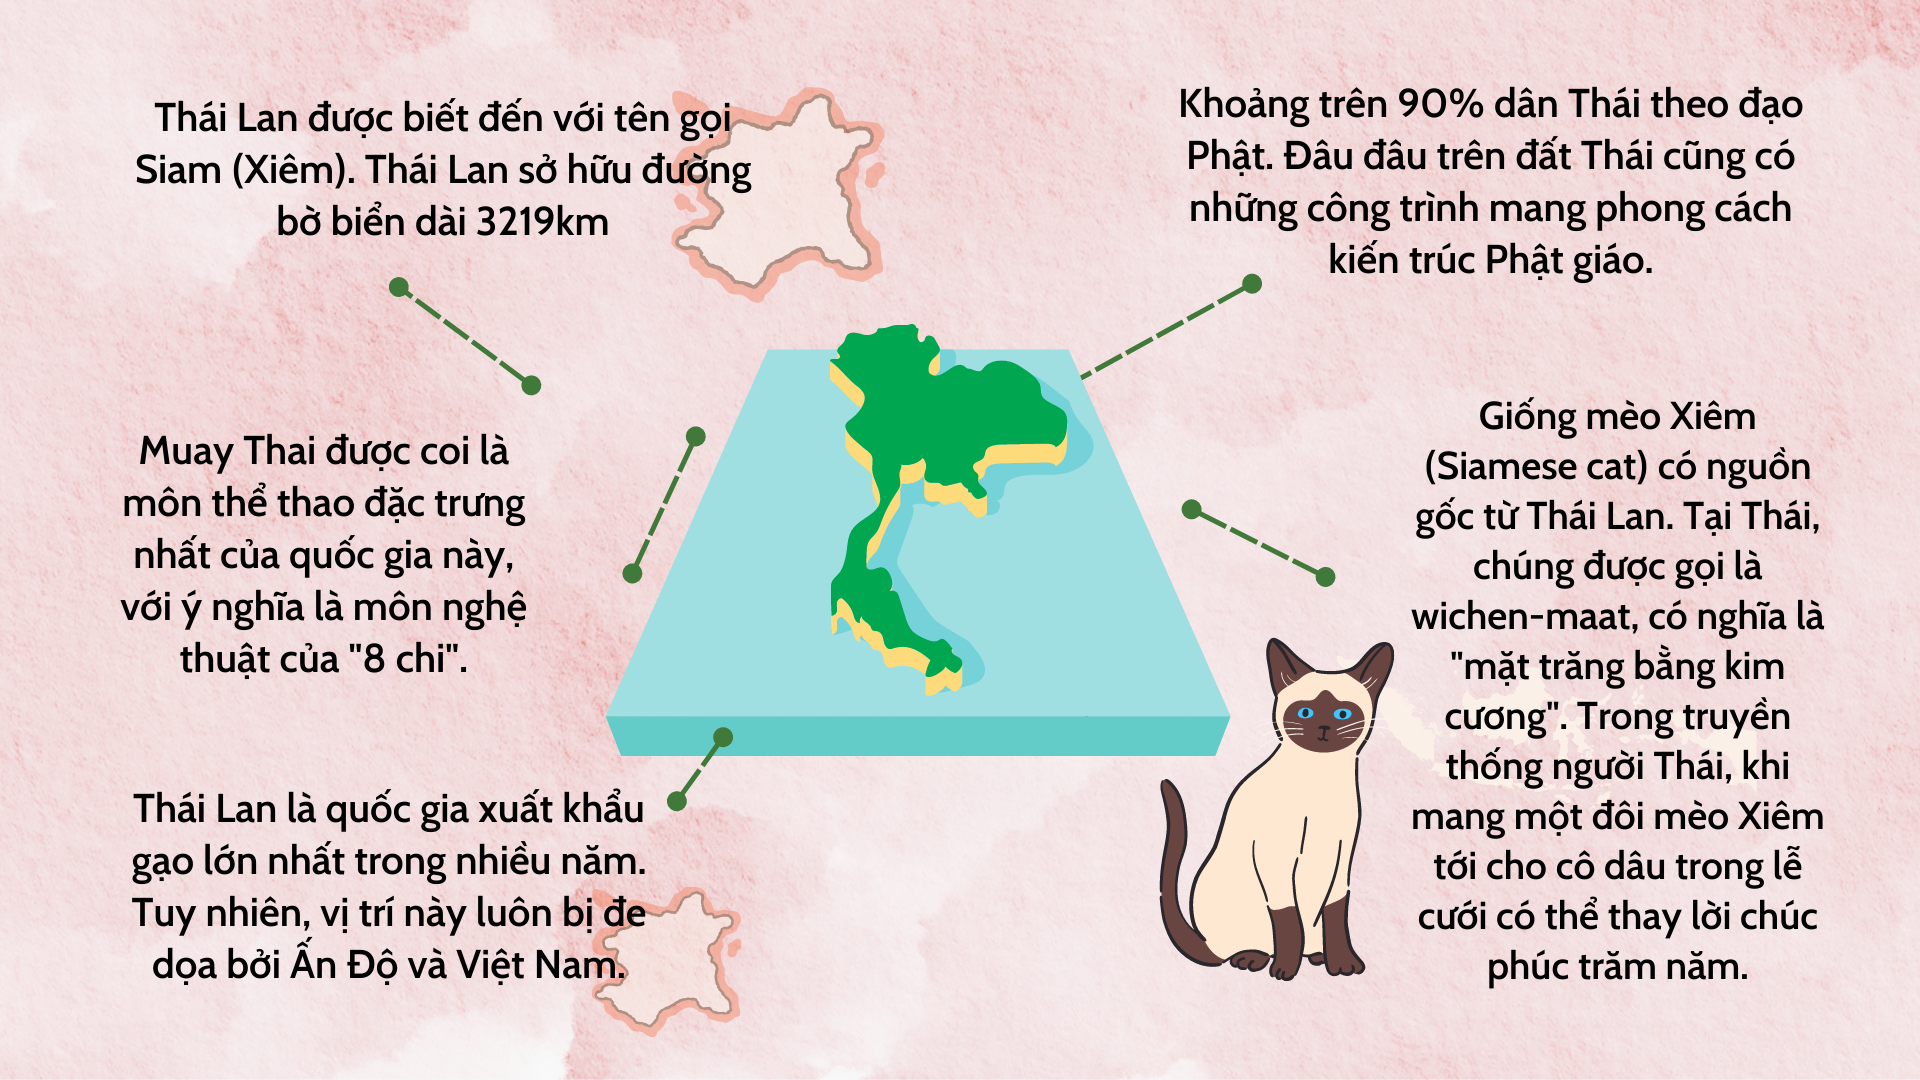 Thái Lan được biết đến với tên gọi
Siam (Xiêm). Thái Lan sở hữu đường
bờ biển dài 3219km
Khoảng trên 90% dân Thái theo đạo
Phật. Đâu đâu trên đất Thái cũng có
những công trình mang phong cách
kiến trúc Phật giáo.
Muay Thai được coi là
môn thể thao đặc trưng
nhất của quốc gia này,
với ý nghĩa là môn nghệ
thuật của "8 chi".
Giống mèo Xiêm
(Siamese cat) có nguồn
gốc từ Thái Lan. Tại Thái,
chúng được gọi là
wichen-maat, có nghĩa là
"mặt trăng bằng kim
cương". Trong truyền
thống người Thái, khi
mang một đôi mèo Xiêm
tới cho cô dâu trong lễ
cưới có thể thay lời chúc
phúc trăm năm.
Thái Lan là quốc gia xuất khẩu
gạo lớn nhất trong nhiều năm.
Tuy nhiên, vị trí này luôn bị đe
dọa bởi Ấn Độ và Việt Nam.